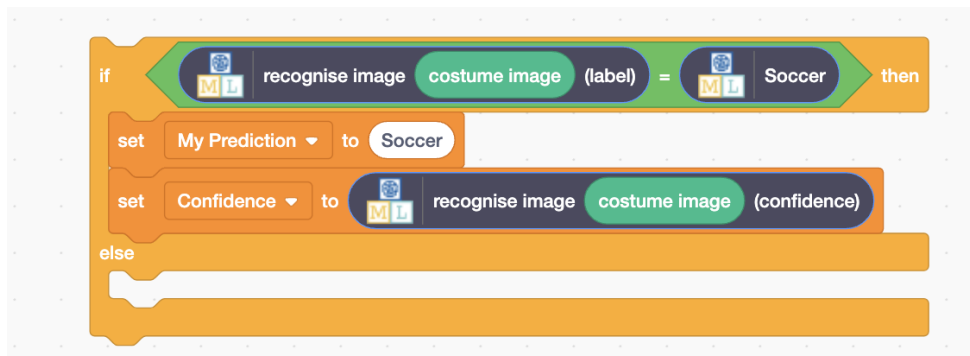 if ML recognise image costume image (label) = ML Soccer then
set My Prediction to Soccer
set Confidence to ML recognise image costume image (confidence)
else